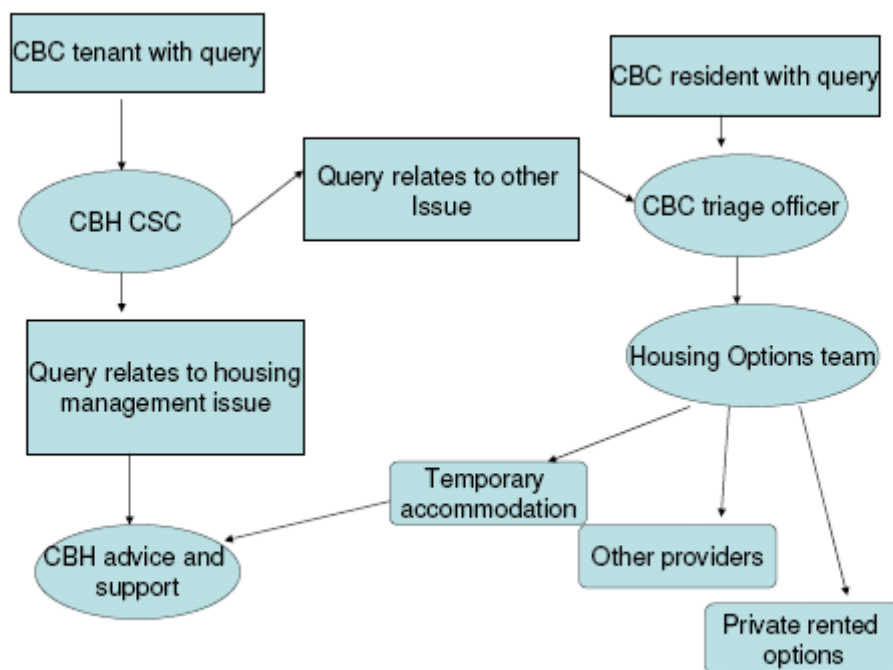 CBC tenant with query
CBC resident with query
Query relates to other
Issue
CBH CSC
CBC triage officer
Query relates to housing
management issue
Housing Options team
Temporary
accommodation
CBH advice and
support
Other providers
Private rented
options